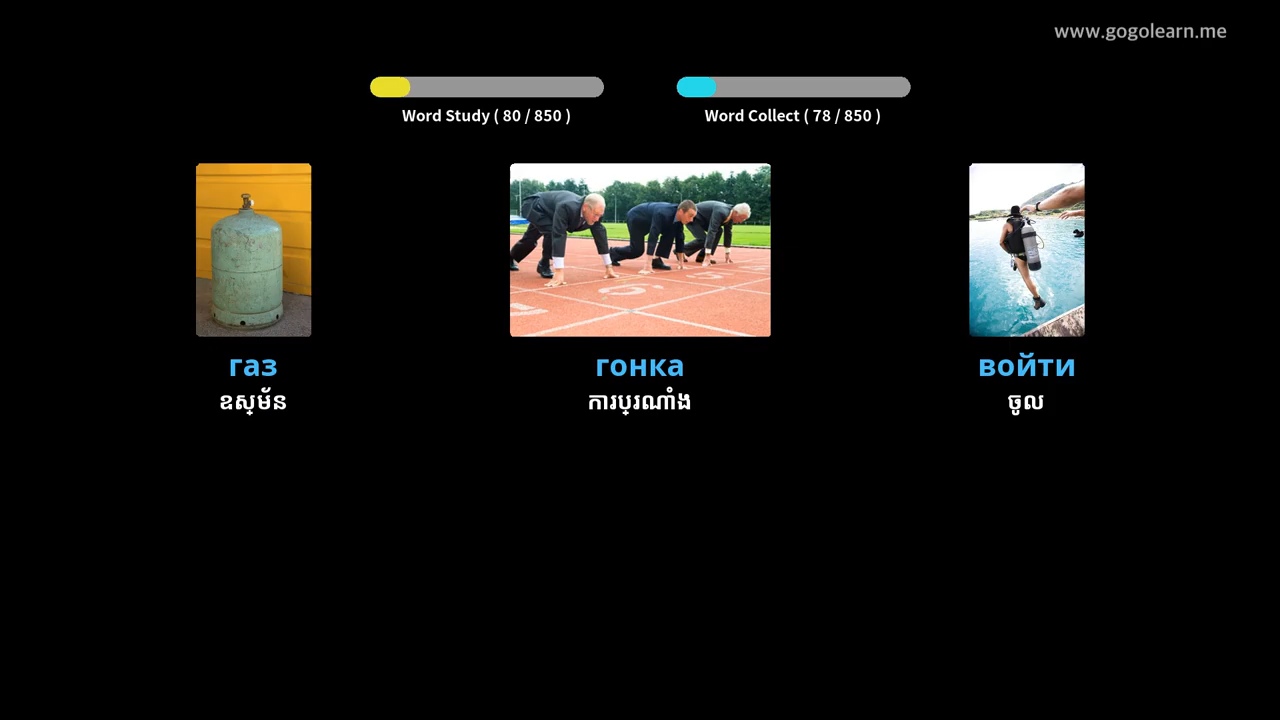 www.gogolearn.me
Word Study ( 80 / 850 )
Word Collect ( 78 / 850 )
газ
гонка
войти
ឧស្ម័ន
ការប្រណាំង
ចូល